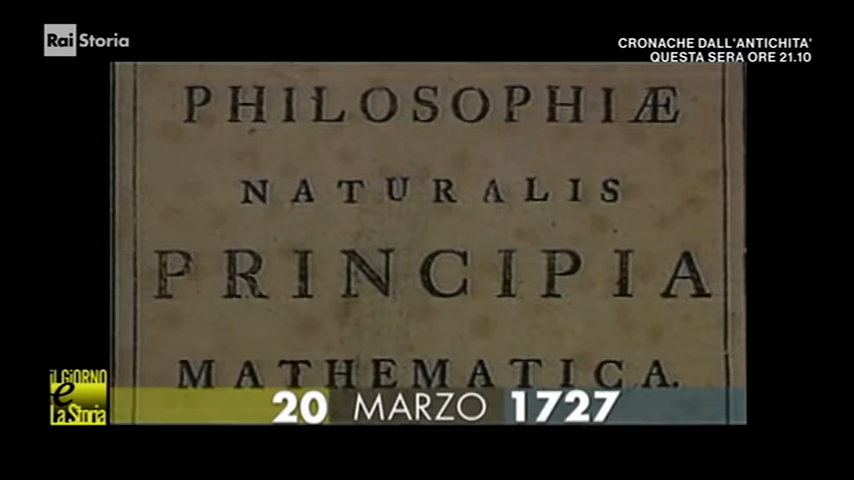 Rai Storia
CRONACHE DALL'ANTICHITA'
QUESTA SERA ORE 21.10
PHILOSOPHIÆ
NATURALIS
PRINCIPIA
MATHEMATICA.
iL GiORNO
e
La Storia
20 MARZO 1727